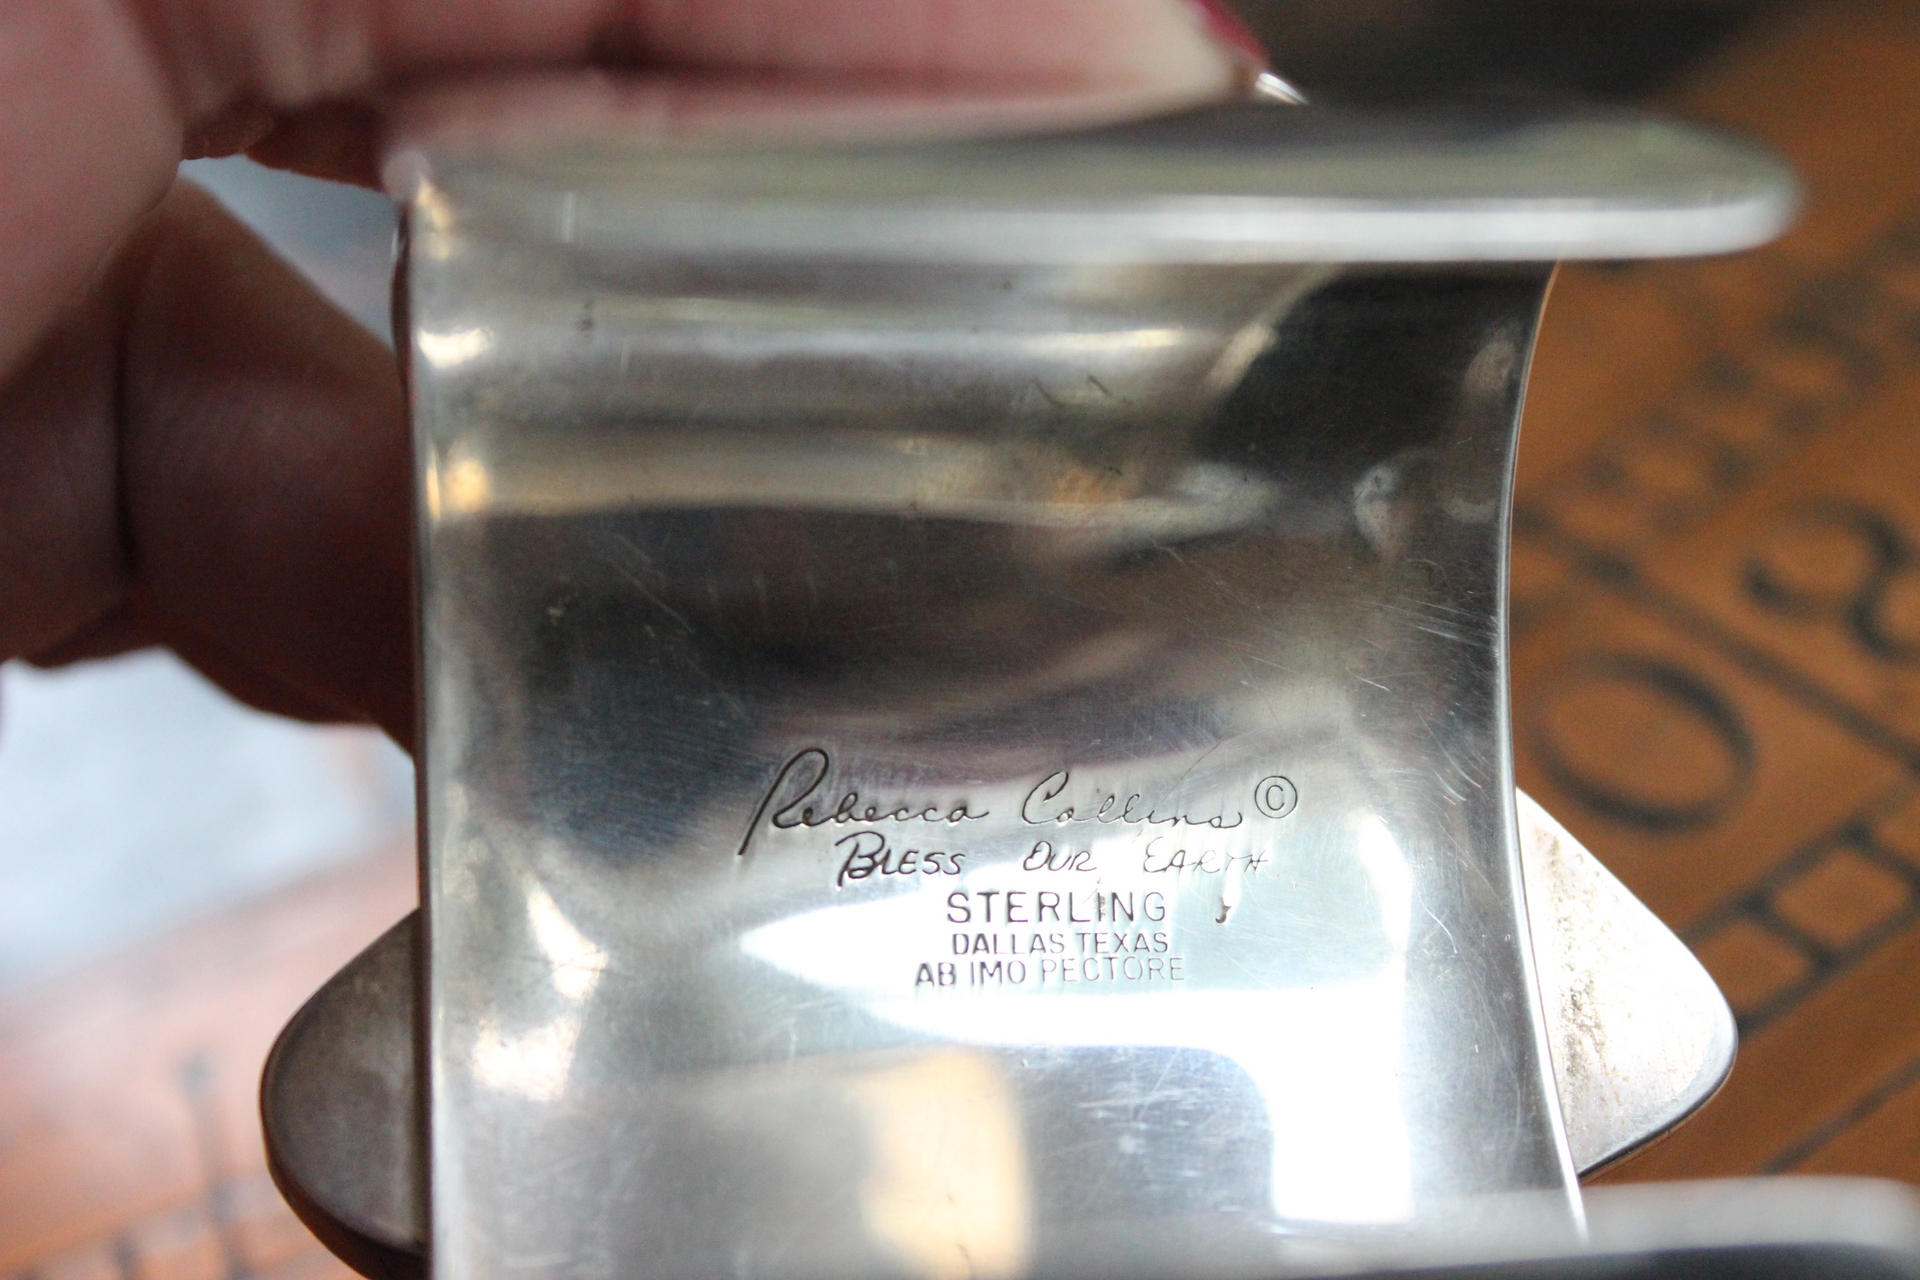 Rebecca Collins ©
BLESS OUR EARTH
STERLING
DALLAS TEXAS
AB IMO PECTORE